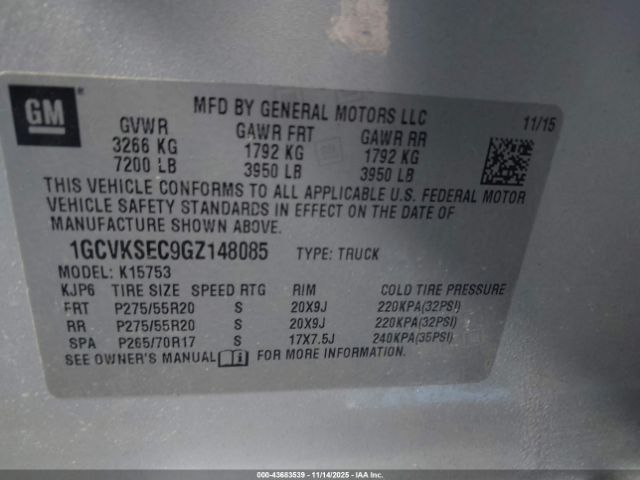 GM
MFD BY GENERAL MOTORS LLC 11/15
GVWR GAWR FRT GAWR RR
3266 KG 1792 KG 1792 KG
7200 LB 3950 LB 3950 LB
THIS VEHICLE CONFORMS TO ALL APPLICABLE U.S. FEDERAL MOTOR
VEHICLE SAFETY STANDARDS IN EFFECT ON THE DATE OF
MANUFACTURE SHOWN ABOVE.
1GCVKSEC9GZ148085 TYPE: TRUCK
MODEL: K15753
KJP6 TIRE SIZE SPEED RTG RIM COLD TIRE PRESSURE
FRT P275/55R20 S 20X9J 220KPA(32PSI)
RR P275/55R20 S 20X9J 220KPA(32PSI)
SPA P265/70R17 S 17X7.5J 240KPA(35PSI)
SEE OWNER'S MANUAL FOR MORE INFORMATION.
000-43683539 - 11/14/2025 - IAA